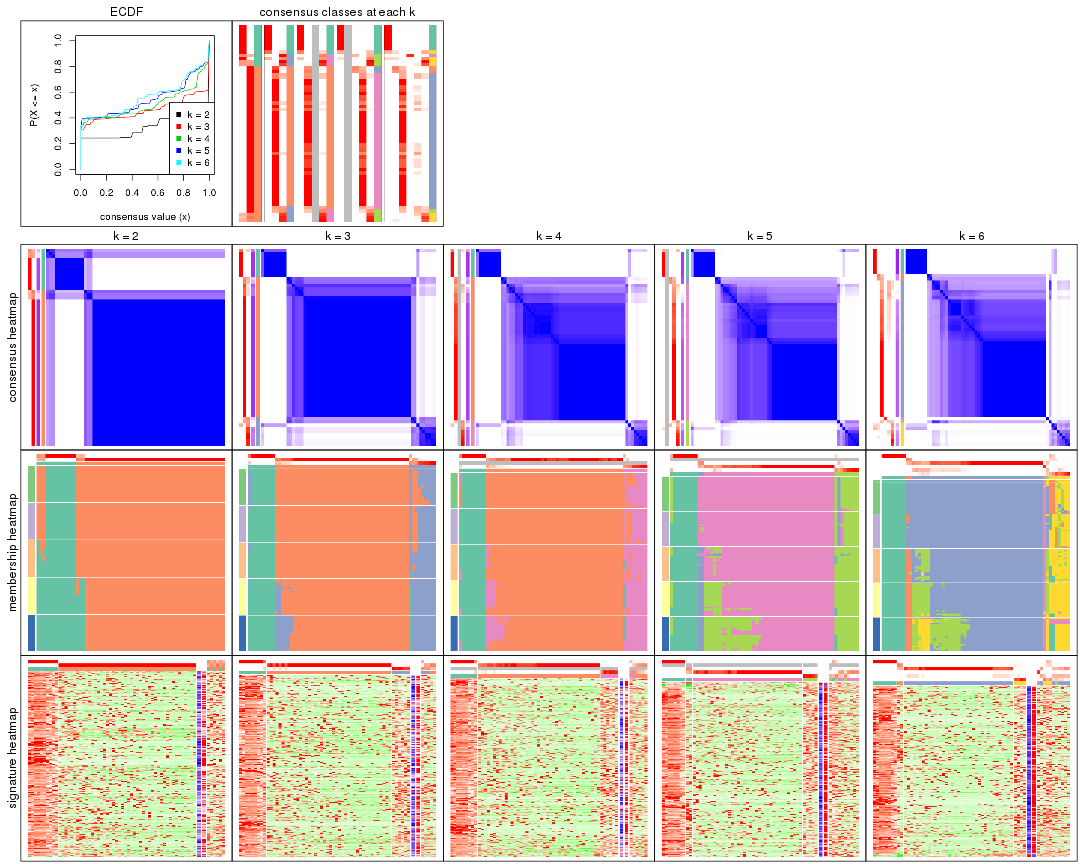 ECDF
consensus classes at each k
P(X <= x)
0.0 0.2 0.4 0.6 0.8 1.0
k = 2
k = 3
k = 4
k = 5
k = 6
0.0 0.2 0.4 0.6 0.8 1.0
consensus value (x)
k = 2
k = 3
k = 4
k = 5
k = 6
consensus heatmap
membership heatmap
signature heatmap